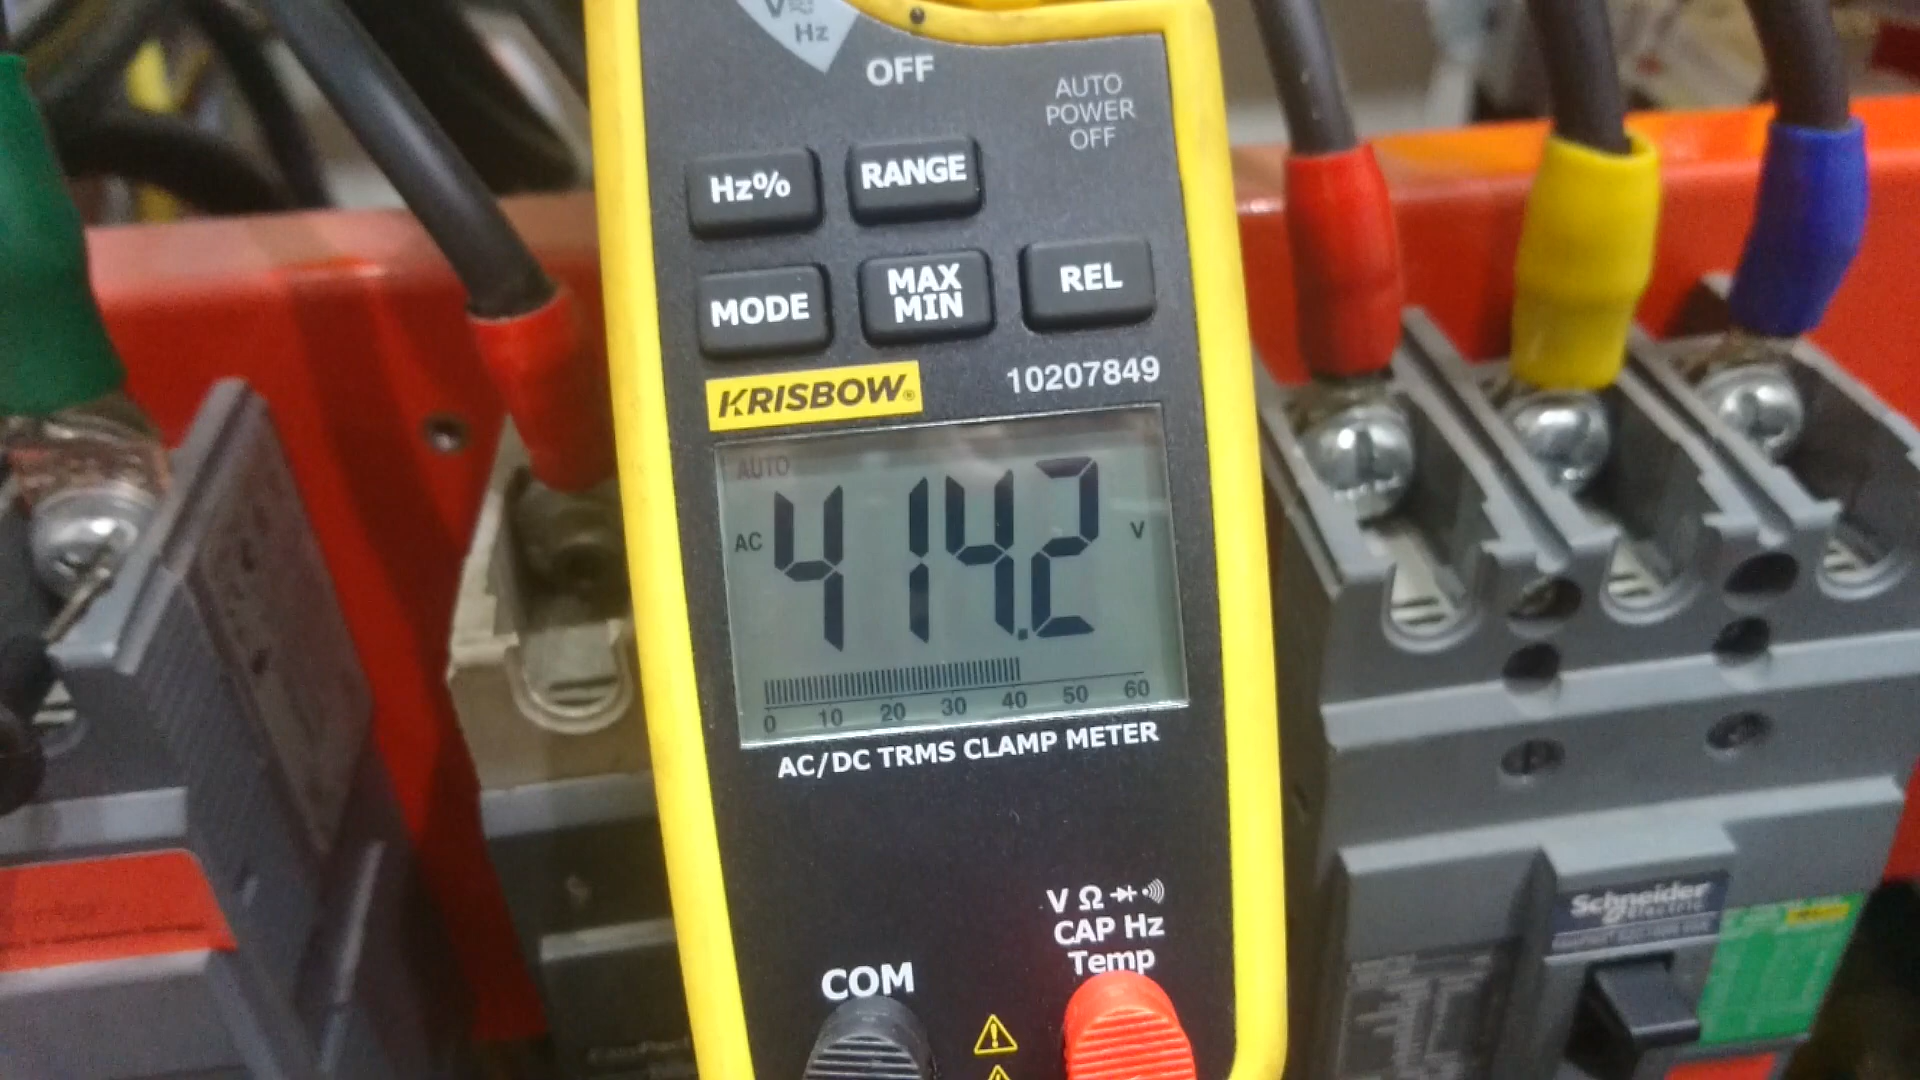 V Hz
OFF
AUTO
POWER
OFF
Hz%
RANGE
MODE
MAX
MIN
REL
KRISBOW®
10207849
AUTO
AC 414.2 V
0 10 20 30 40 50 60
AC/DC TRMS CLAMP METER
V Ω
CAP Hz
Temp
COM
Schneider
Electric